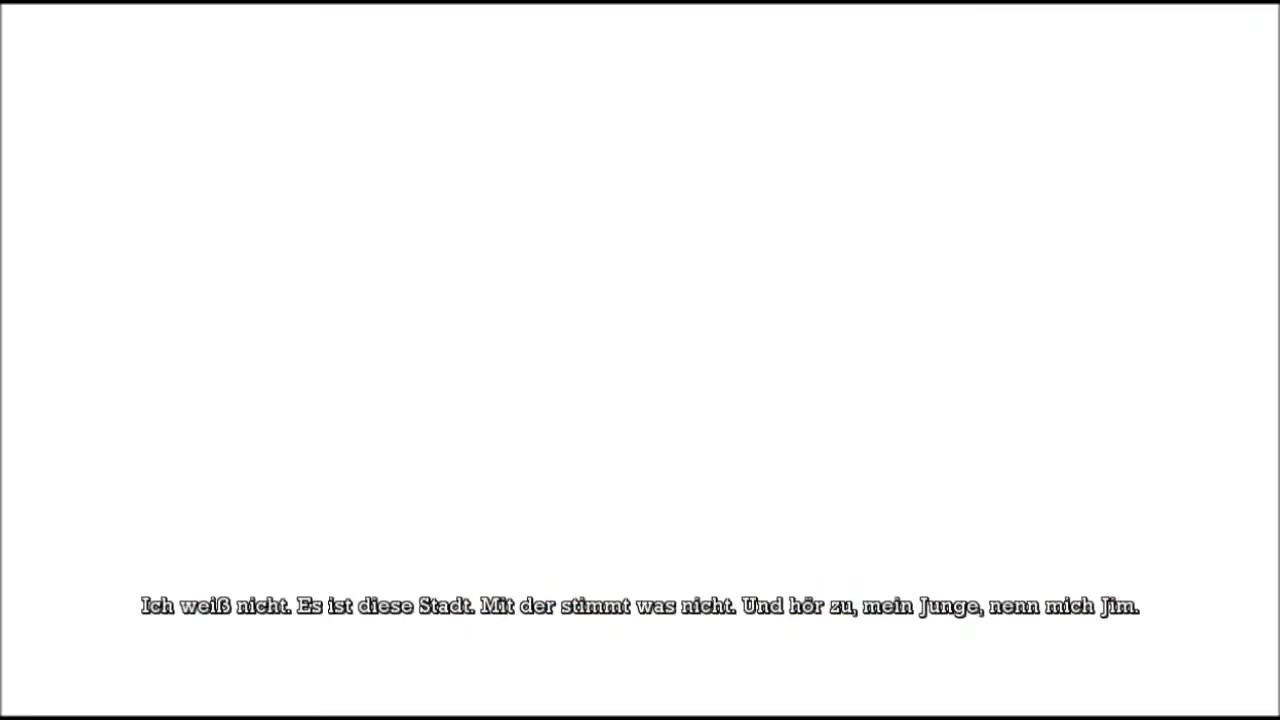 Ich weiß nicht. Es ist diese Stadt. Mit der stimmt was nicht. Und hör zu, mein Junge, nenn mich Jim.